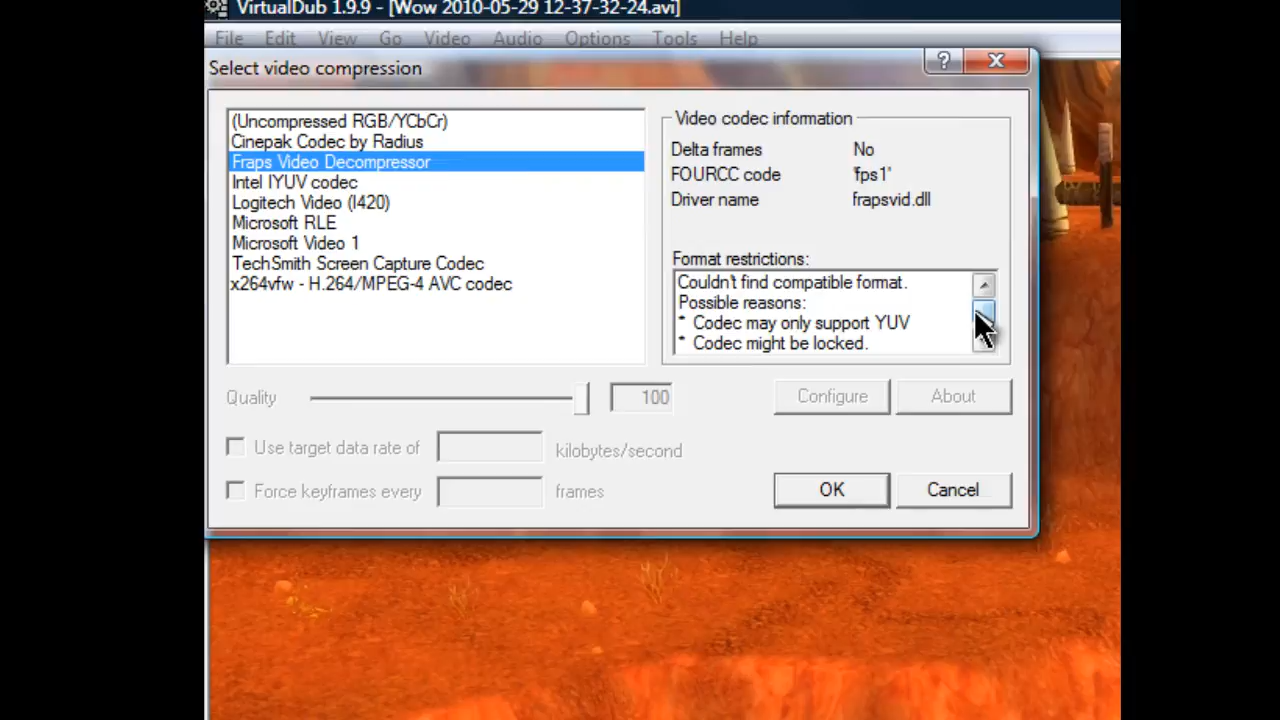 VirtualDub 1.9.9 - [Wow 2010-05-29 12-37-32-24.avi]
File Edit View Go Video Audio Options Tools Help
Select video compression
(Uncompressed RGB/YCbCr)
Cinepak Codec by Radius
Fraps Video Decompressor
Intel IYUV codec
Logitech Video (I420)
Microsoft RLE
Microsoft Video 1
TechSmith Screen Capture Codec
x264vfw - H.264/MPEG-4 AVC codec
Video codec information
Delta frames No
FOURCC code 'fps1'
Driver name frapsvid.dll
Format restrictions:
Couldn't find compatible format.
Possible reasons:
* Codec may only support YUV
* Codec might be locked.
Quality 100
Configure About
Use target data rate of kilobytes/second
Force keyframes every frames
OK Cancel